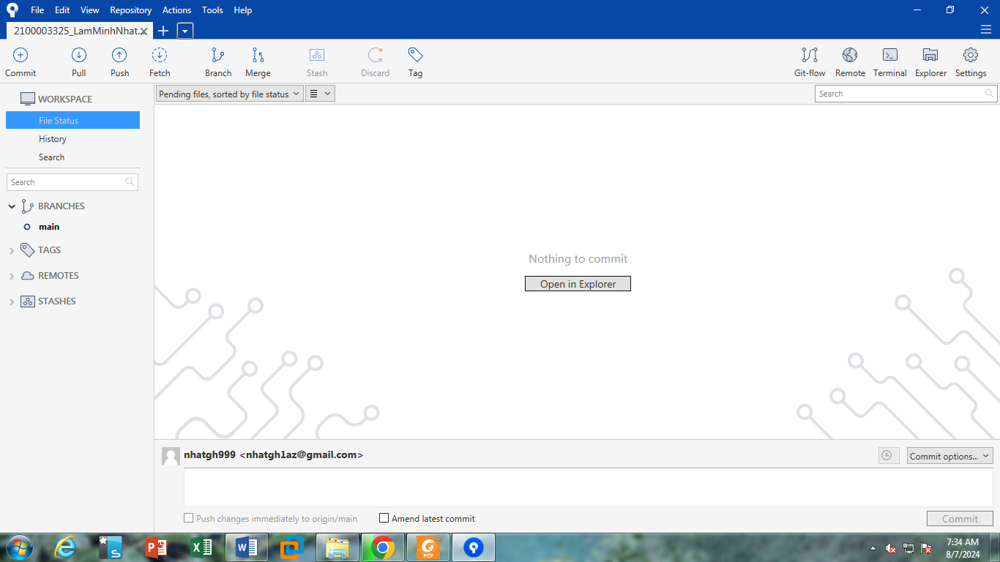 File Edit View Repository Actions Tools Help
2100003325_LamMinhNhat.
Commit Pull Push Fetch Branch Merge Stash Discard Tag Git-flow Remote Terminal Explorer Settings
WORKSPACE
Pending files, sorted by file status
Search
File Status
History
Search
Search
BRANCHES
main
TAGS
REMOTES
STASHES
Nothing to commit
Open in Explorer
nhatgh999 <nhatgh1az@gmail.com>
Commit options...
Push changes immediately to origin/main
Amend latest commit
Commit
7:34 AM
8/7/2024
PDF